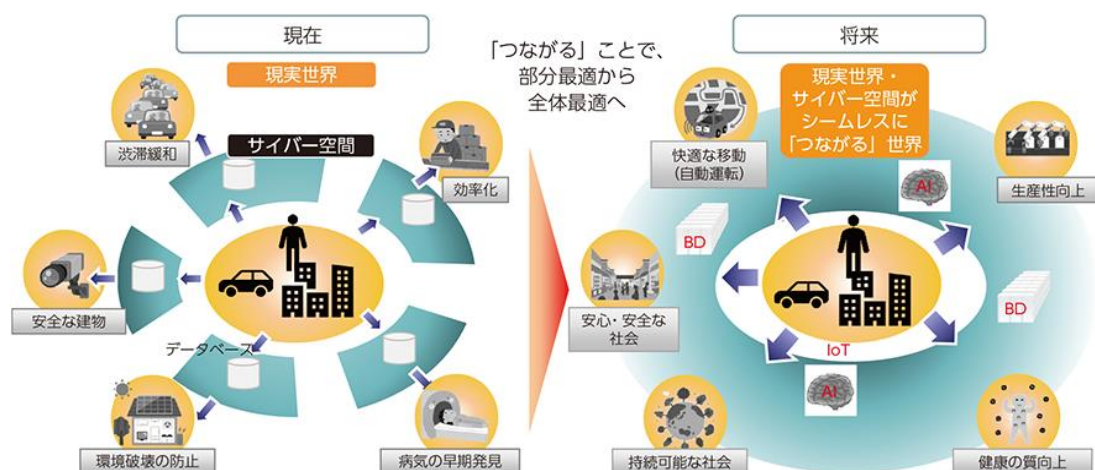 現在
現実世界
サイバー空間
渋滞緩和
効率化
安全な建物
データベース
環境破壊の防止
病気の早期発見
「つながる」ことで、
部分最適から
全体最適へ
将来
現実世界・
サイバー空間が
シームレスに
「つながる」世界
快適な移動
(自動運転)
AI
生産性向上
BD
BD
安心・安全な
社会
IoT
AI
持続可能な社会
健康の質向上